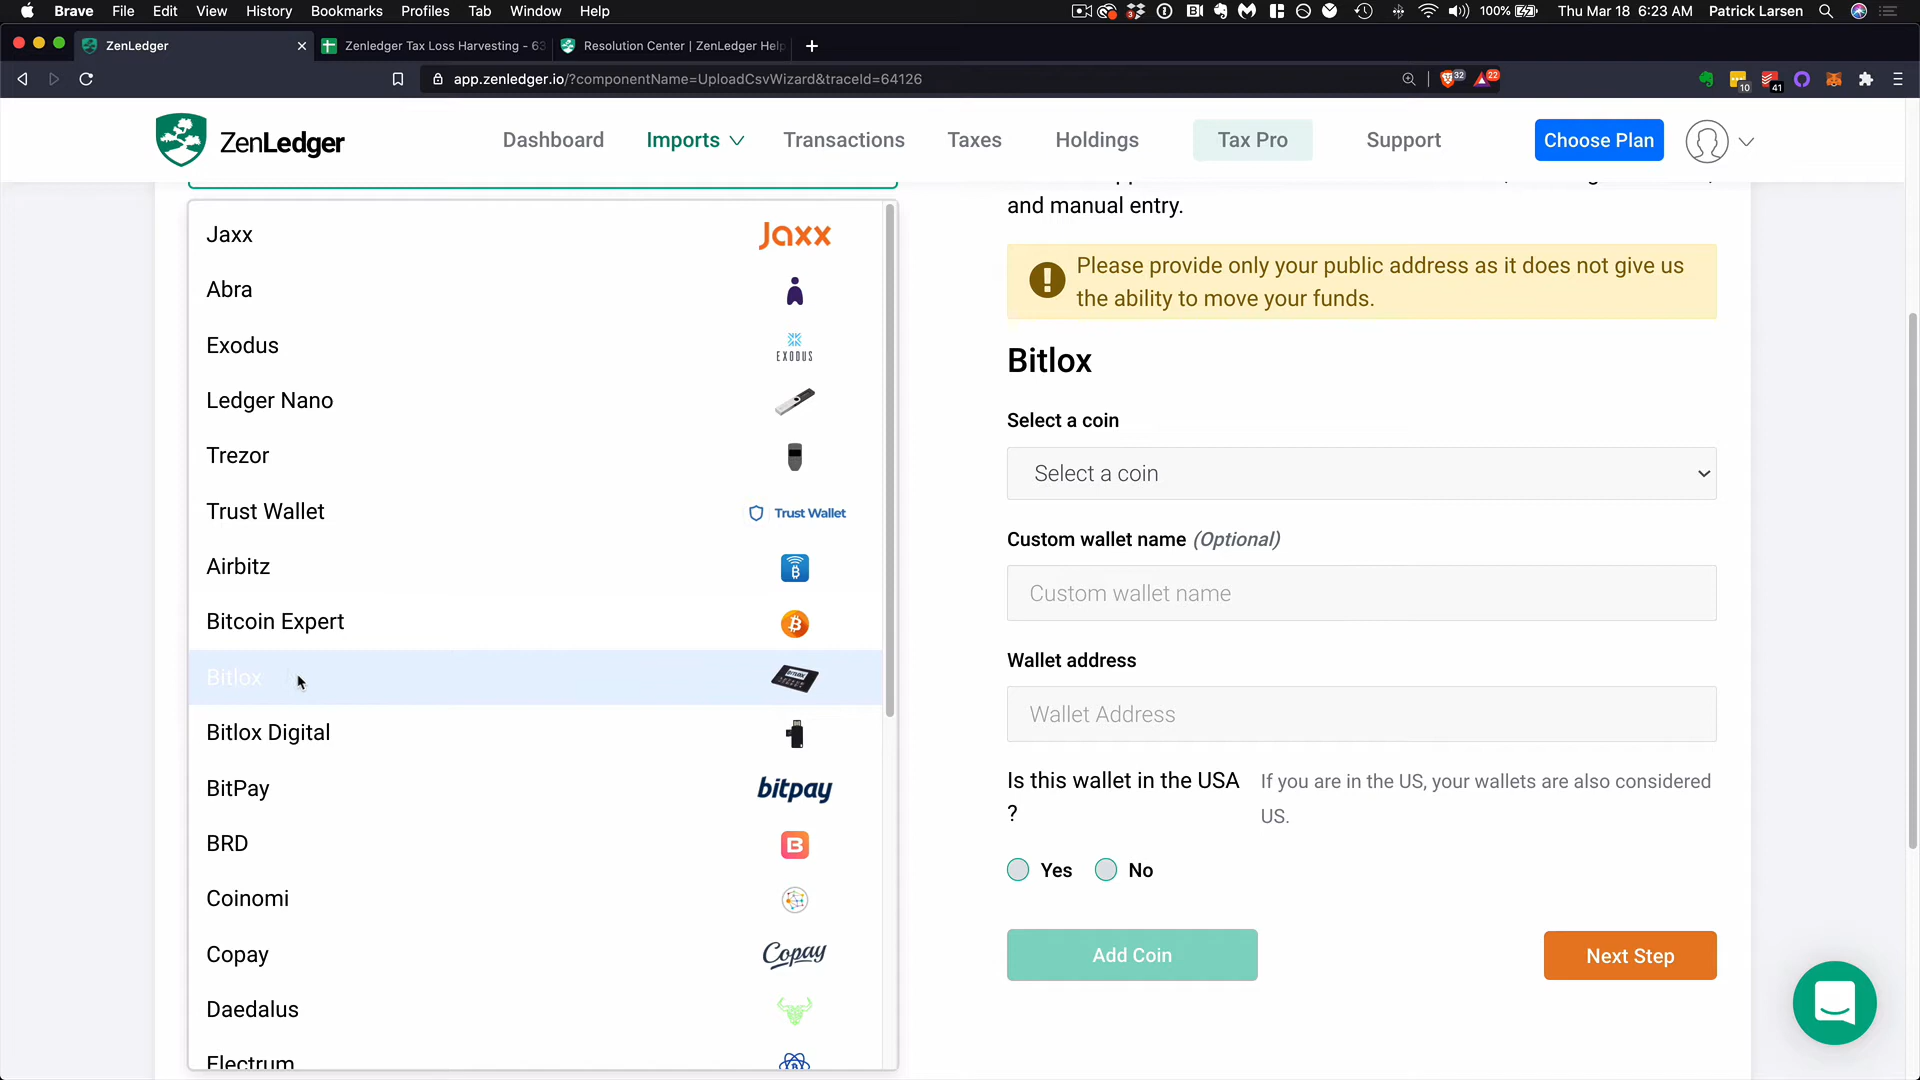 Brave File Edit View History Bookmarks Profiles Tab Window Help
100% Thu Mar 18 6:23 AM Patrick Larsen
ZenLedger
Zenledger Tax Loss Harvesting - 63
Resolution Center | ZenLedger Help
app.zenledger.io/?componentName=UploadCsvWizard&traceId=64126
32
22
10
41
ZenLedger
Dashboard
Imports
Transactions
Taxes
Holdings
Tax Pro
Support
Choose Plan
Jaxx Jaxx
Abra
Exodus EXODUS
Ledger Nano
Trezor
Trust Wallet Trust Wallet
Airbitz
Bitcoin Expert
Bitlox
Bitlox Digital
BitPay bitpay
BRD
Coinomi
Copay Copay
Daedalus
Electrum
and manual entry.
Please provide only your public address as it does not give us
the ability to move your funds.
Bitlox
Select a coin
Select a coin
Custom wallet name (Optional)
Custom wallet name
Wallet address
Wallet Address
Is this wallet in the USA
?
If you are in the US, your wallets are also considered
US.
Yes
No
Add Coin
Next Step